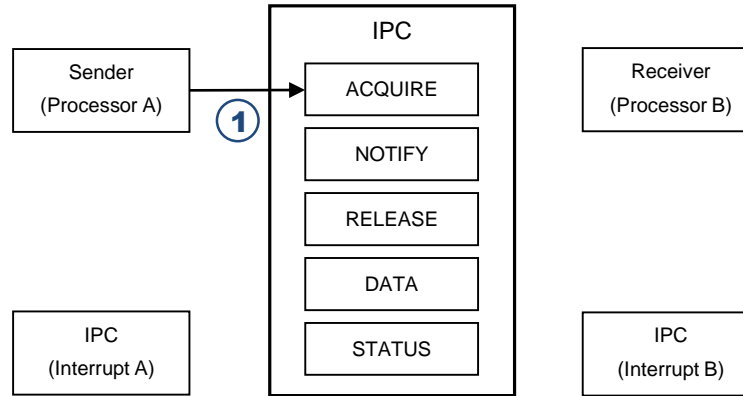 IPC
Sender
(Processor A)
1
ACQUIRE
Receiver
(Processor B)
NOTIFY
RELEASE
DATA
IPC
(Interrupt A)
STATUS
IPC
(Interrupt B)